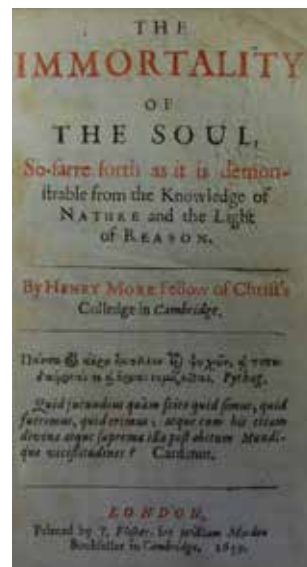 THE
IMMORTALITY
OF
THE SOUL,
So-farre forth as it is demon-
strable from the Knowledge of
NATURE and the Light
of REASON.
By HENRY MORE Fellow of Christ's
Colledge in Cambridge.
Pythag.
Quid jucundius quàm scire quid simus, quid
fuerimus, quid erimus; atque cum his etiam
divina atque suprema illa post obitum Mundi-
que vicissitudines? Cardanus.
LONDON,
Printed by J. Flesher, for William Morden
Bookseller in Cambridge, 1659.